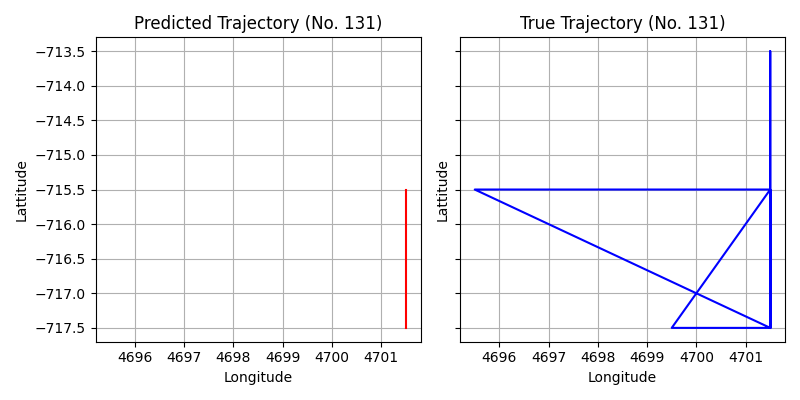 Predicted Trajectory (No. 131)
True Trajectory (No. 131)
−713.5
−714.0
−714.5
−715.0
−715.5
−716.0
−716.5
−717.0
−717.5
Lattitude
Lattitude
4696 4697 4698 4699 4700 4701
4696 4697 4698 4699 4700 4701
Longitude
Longitude